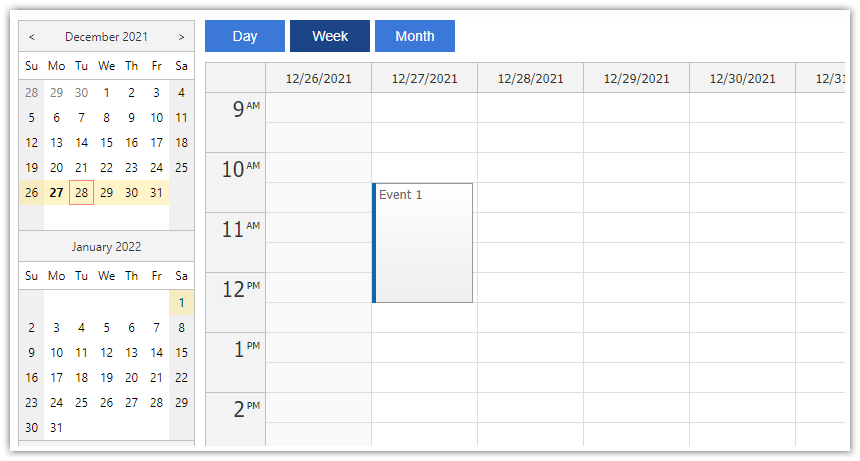 < December 2021 >
Su Mo Tu We Th Fr Sa
28 29 30 1 2 3 4
5 6 7 8 9 10 11
12 13 14 15 16 17 18
19 20 21 22 23 24 25
26 27 28 29 30 31
January 2022
Su Mo Tu We Th Fr Sa
1
2 3 4 5 6 7 8
9 10 11 12 13 14 15
16 17 18 19 20 21 22
23 24 25 26 27 28 29
30 31
Day Week Month
12/26/2021 12/27/2021 12/28/2021 12/29/2021 12/30/2021 12/31
9 AM
10 AM
Event 1
11 AM
12 PM
1 PM
2 PM